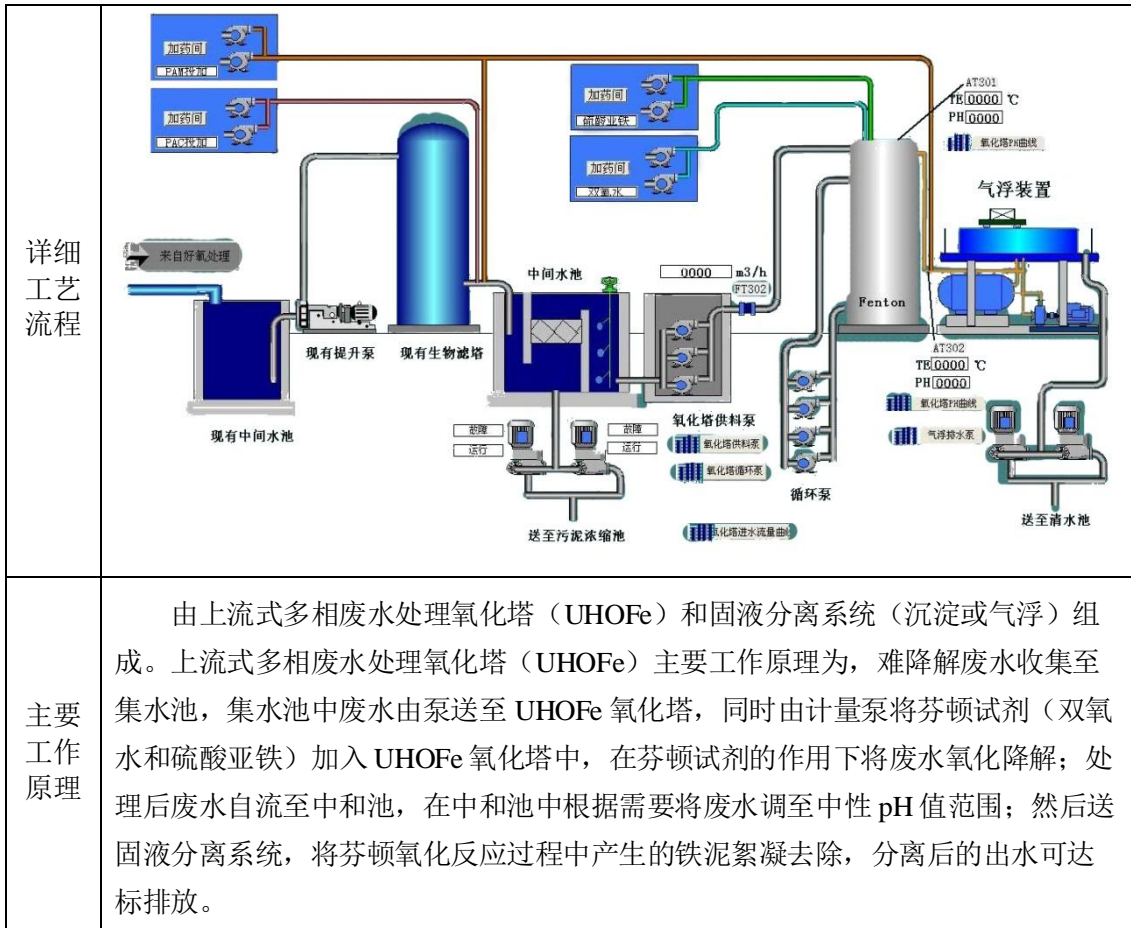 详细
工艺
流程
加药间
PAM投加
加药间
PAC投加
加药间
硫酸亚铁
加药间
双氧水
AT301
TE 0000 ℃
PH 0000
氧化塔PH曲线
气浮装置
来自好氧处理
中间水池
0000 m3/h
FT302
Fenton
现有提升泵
现有生物滤塔
现有中间水池
AT302
TE 0000 ℃
PH 0000
氧化塔PH曲线
气浮排水泵
氧化塔供料泵
故障
运行
故障
运行
氧化塔供料泵
氧化塔循环泵
循环泵
送至污泥浓缩池
氧化塔进水流量曲
送至清水池
主要
工作
原理
由上流式多相废水处理氧化塔（UHOFe）和固液分离系统（沉淀或气浮）组
成。上流式多相废水处理氧化塔（UHOFe）主要工作原理为，难降解废水收集至
集水池，集水池中废水由泵送至 UHOFe 氧化塔，同时由计量泵将芬顿试剂（双氧
水和硫酸亚铁）加入 UHOFe 氧化塔中，在芬顿试剂的作用下将废水氧化降解；处
理后废水自流至中和池，在中和池中根据需要将废水调至中性 pH 值范围；然后送
固液分离系统，将芬顿氧化反应过程中产生的铁泥絮凝去除，分离后的出水可达
标排放。